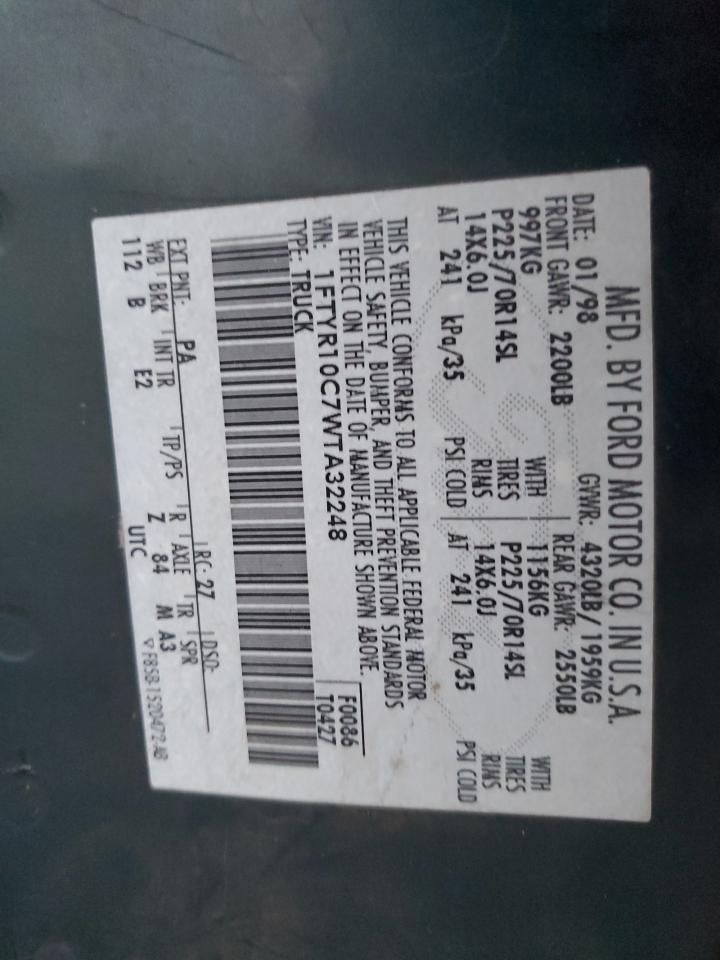 MFD. BY FORD MOTOR CO. IN U.S.A.
DATE: 01/98 GVWR: 4320LB/ 1959KG
FRONT GAWR: 2200LB REAR GAWR: 2550LB
997KG WITH 1156KG WITH
P225/70R14SL TIRES P225/70R14SL TIRES
14X6.0J RIMS 14X6.0J RIMS
AT 241 kPa/35 PSI COLD AT 241 kPa/35 PSI COLD
THIS VEHICLE CONFORMS TO ALL APPLICABLE FEDERAL MOTOR
VEHICLE SAFETY, BUMPER, AND THEFT PREVENTION STANDARDS
IN EFFECT ON THE DATE OF MANUFACTURE SHOWN ABOVE.
VIN: 1FTYR10C7WTA32248 F0086
TYPE: TRUCK T0427
EXT PNT: PA RC: 27 DSO:
WB BRK INT TR TP/PS R AXLE TR SPR
112 B E2 Z 84 M A3
UTC ▽ F85B-1520472-AB